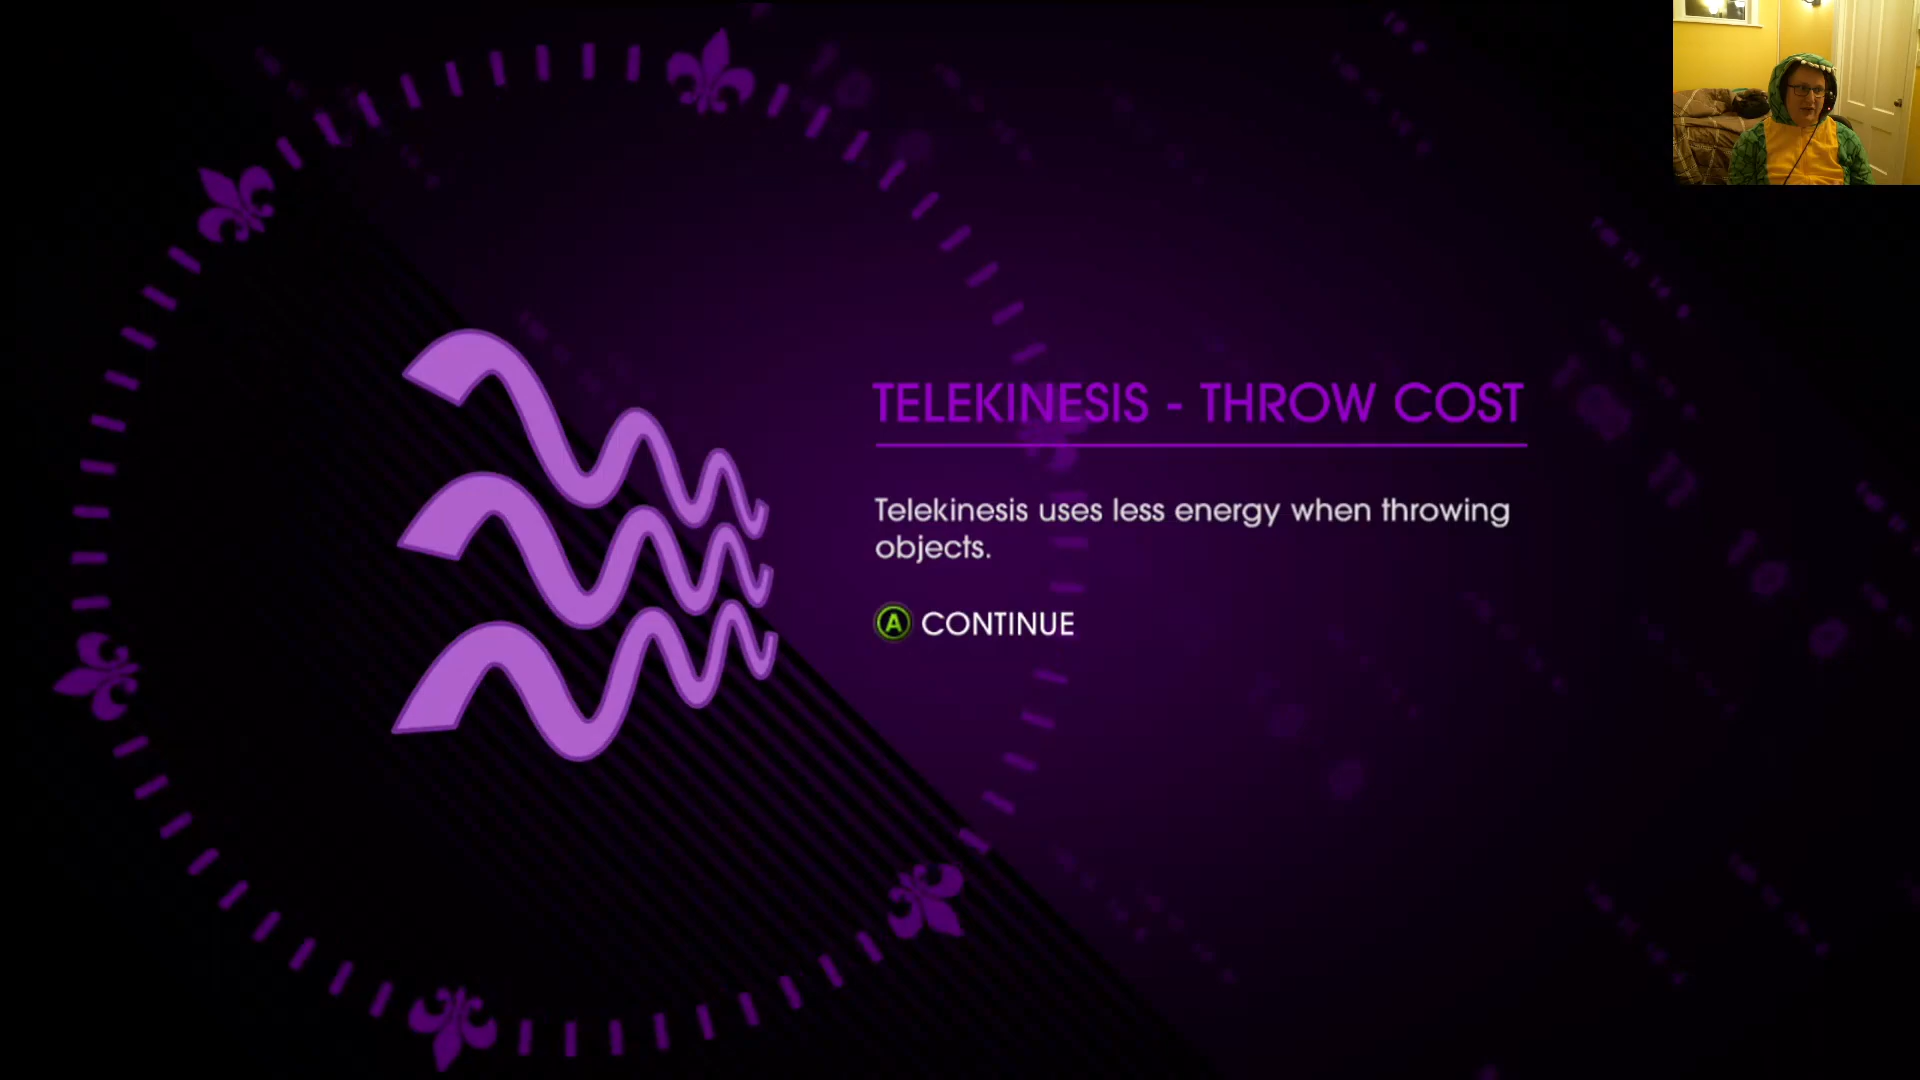 TELEKINESIS - THROW COST
Telekinesis uses less energy when throwing
objects.
A CONTINUE